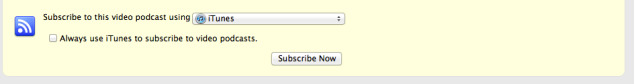 Subscribe to this video podcast using iTunes
Always use iTunes to subscribe to video podcasts.
Subscribe Now